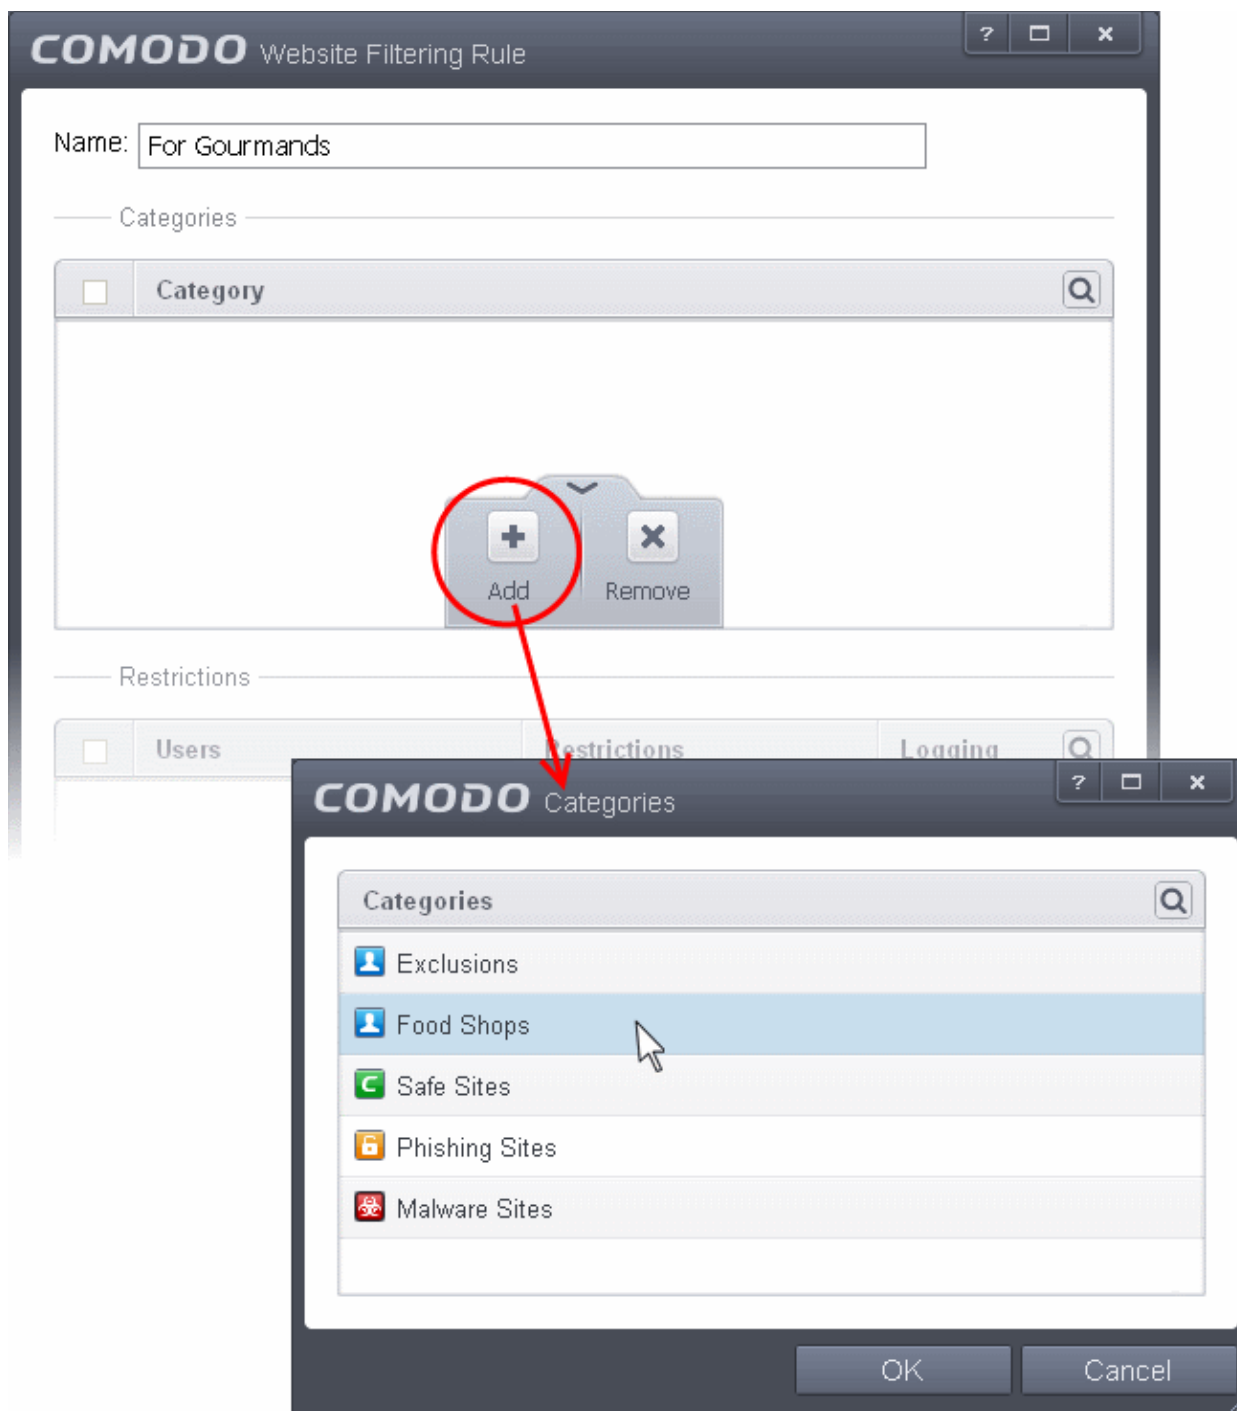 COMODO Website Filtering Rule
?
Name: For Gourmands
Categories
Category
Add Remove
Restrictions
Users Restrictions Logging
COMODO Categories
?
Categories
Exclusions
Food Shops
Safe Sites
Phishing Sites
Malware Sites
OK Cancel